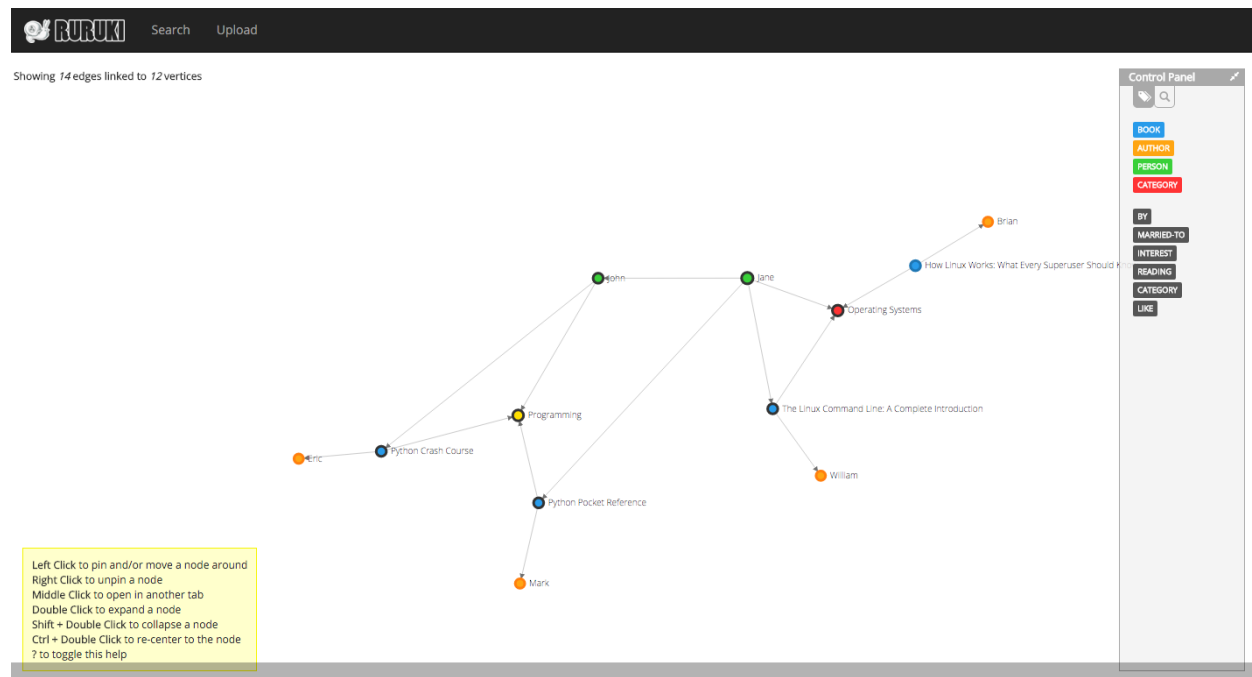 RURUKI Search Upload
Showing 14 edges linked to 12 vertices
Control Panel
BOOK
AUTHOR
PERSON
CATEGORY
BY
MARRIED-TO
INTEREST
READING
CATEGORY
LIKE
Brian
How Linux Works: What Every Superuser Should
John
Jane
Operating Systems
The Linux Command Line: A Complete Introduction
Programming
Python Crash Course
Eric
William
Python Pocket Reference
Mark
Left Click to pin and/or move a node around
Right Click to unpin a node
Middle Click to open in another tab
Double Click to expand a node
Shift + Double Click to collapse a node
Ctrl + Double Click to re-center to the node
? to toggle this help